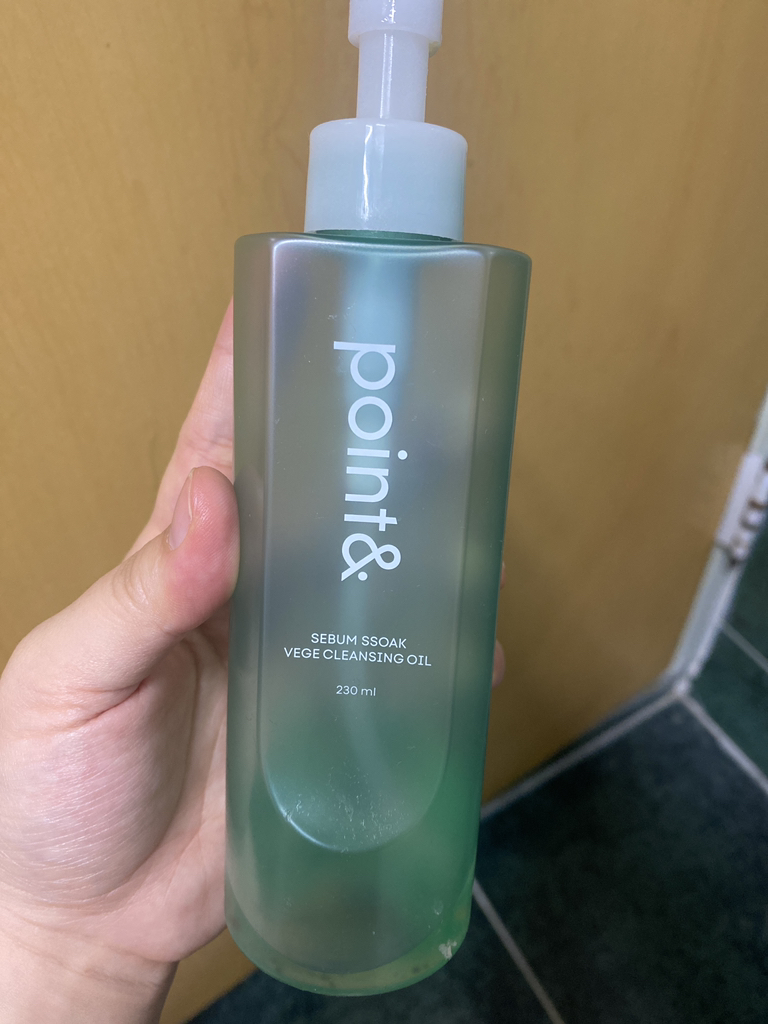 point&
SEBUM SSOAK
VEGE CLEANSING OIL
230 ml